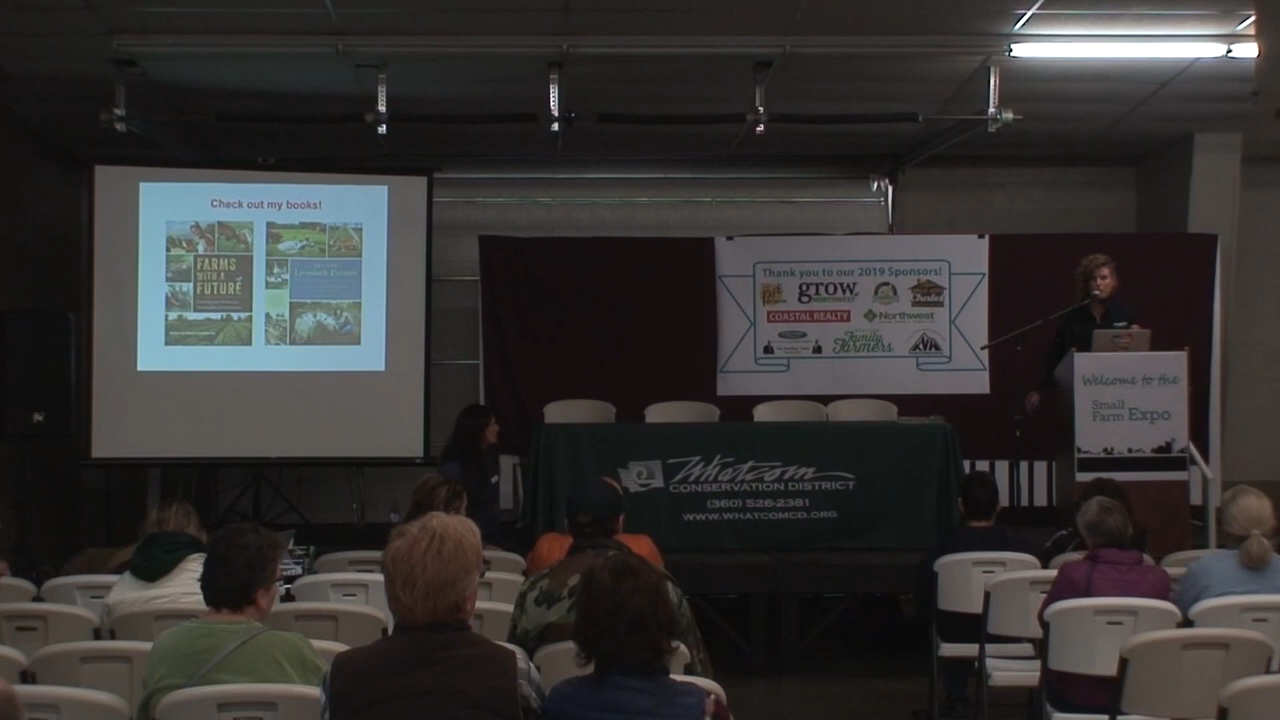 Check out my books!
FARMS
WITH A
FUTURE
Livestock Farmer
Thank you to our 2019 Sponsors!
grow
NORTHWEST
COASTAL REALTY
Northwest
Family
Farmers
Welcome to the
Small
Farm Expo
Whatcom
CONSERVATION DISTRICT
(360) 526-2381
WWW.WHATCOMCD.ORG